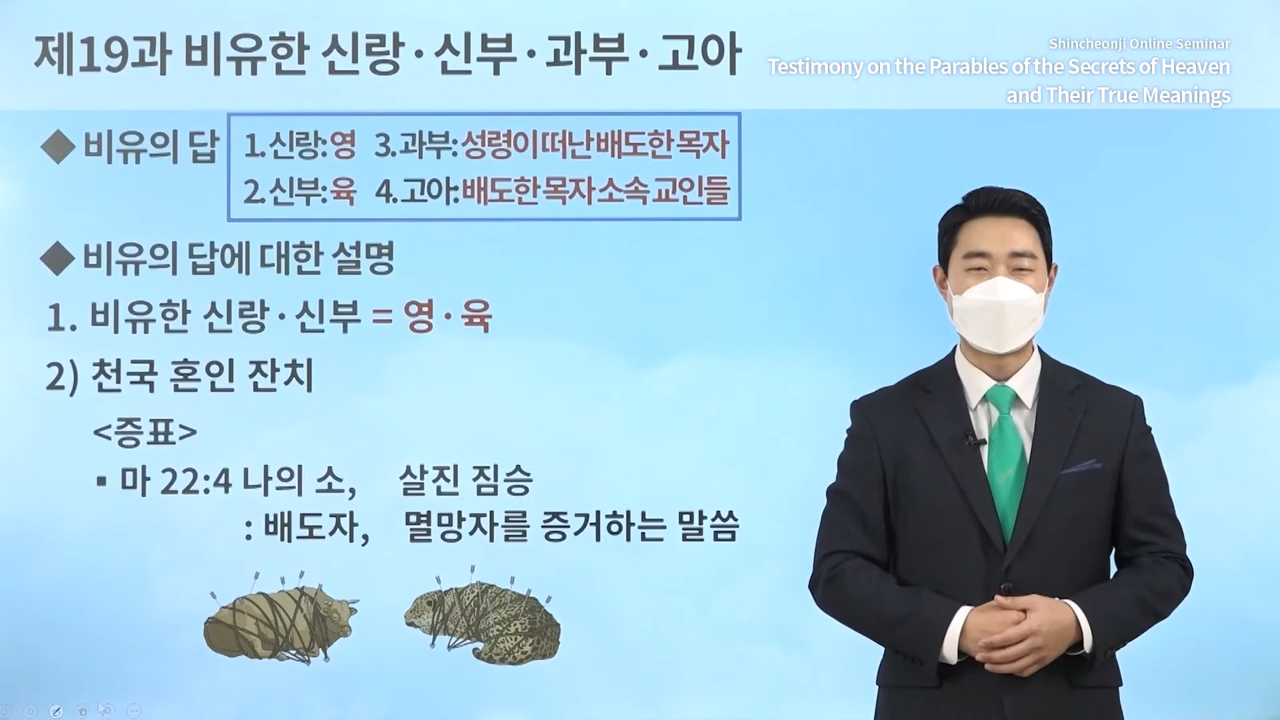 제19과 비유한 신랑·신부·과부·고아
Shincheonji Online Seminar
Testimony on the Parables of the Secrets of Heaven
and Their True Meanings
◆ 비유의 답
1. 신랑: 영 3. 과부: 성령이 떠난 배도한 목자
2. 신부: 육 4. 고아: 배도한 목자 소속 교인들
◆ 비유의 답에 대한 설명
1. 비유한 신랑·신부 = 영·육
2) 천국 혼인 잔치
<증표>
▪ 마 22:4 나의 소, 살진 짐승
: 배도자, 멸망자를 증거하는 말씀